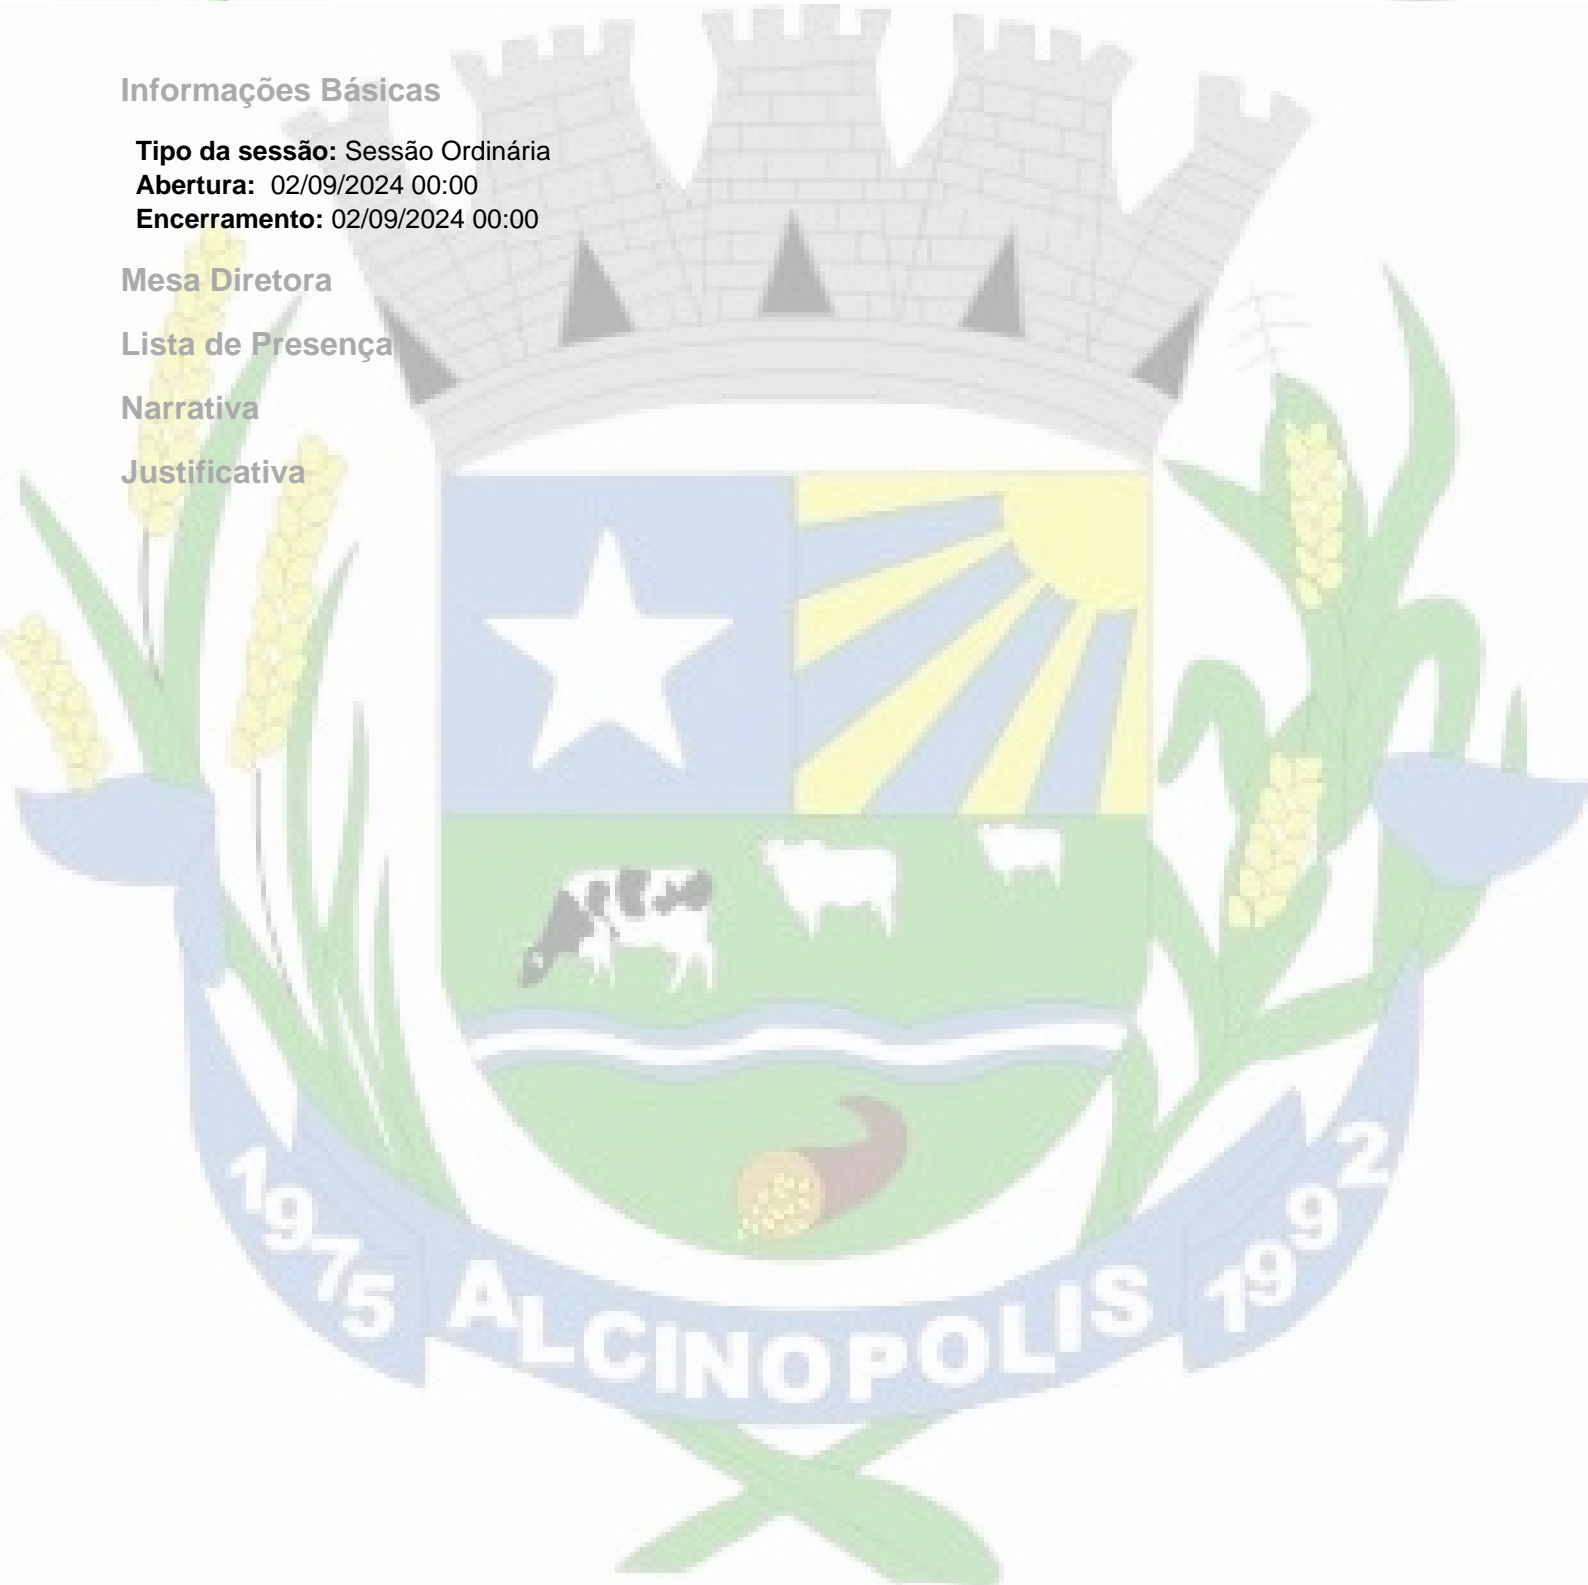 Informações Básicas
Tipo da sessão: Sessão Ordinária
Abertura: 02/09/2024 00:00
Encerramento: 02/09/2024 00:00
Mesa Diretora
Lista de Presença
Narrativa
Justificativa
1975 ALCINOPOLIS 1992